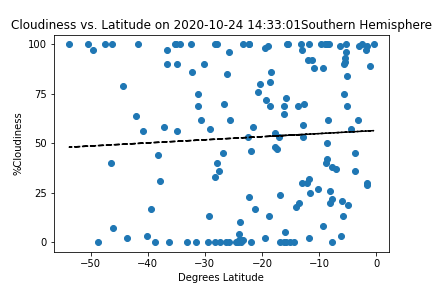 Cloudiness vs. Latitude on 2020-10-24 14:33:01Southern Hemisphere
100
75
50
25
0
%Cloudiness
−50 −40 −30 −20 −10 0
Degrees Latitude